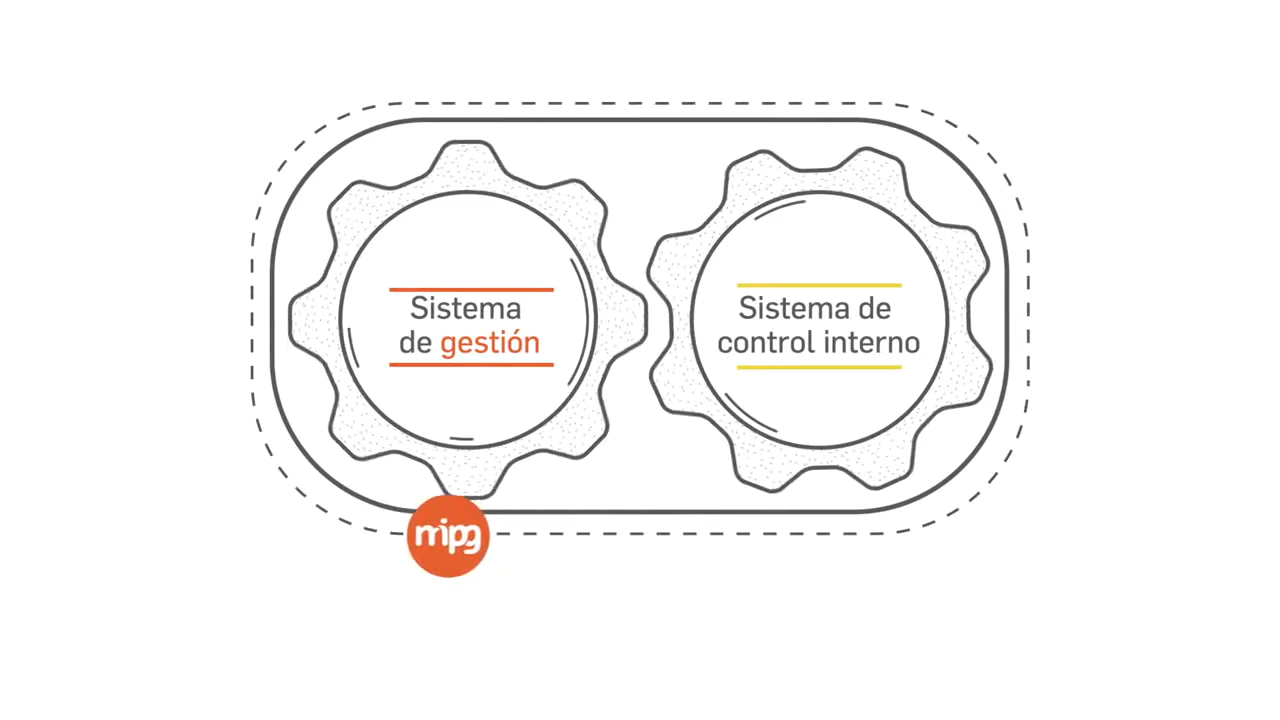 Sistema
de gestión
Sistema de
control interno
mipg